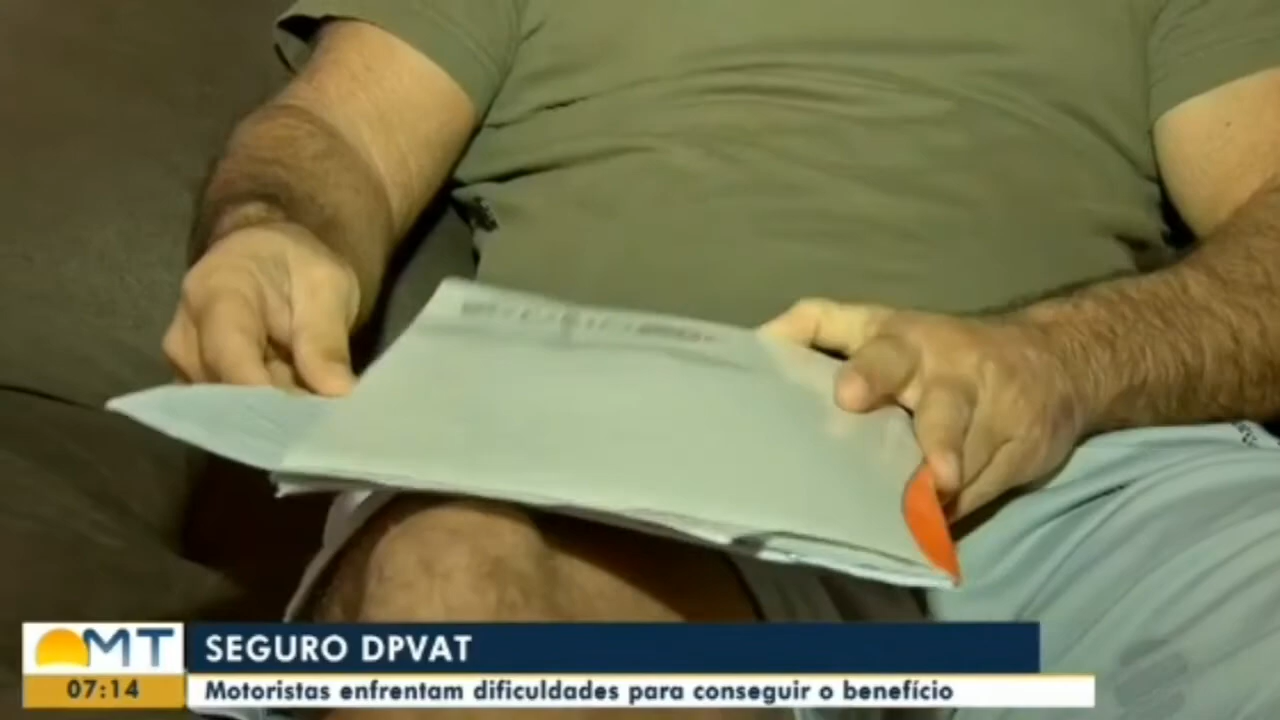 MT
SEGURO DPVAT
07:14
Motoristas enfrentam dificuldades para conseguir o benefício